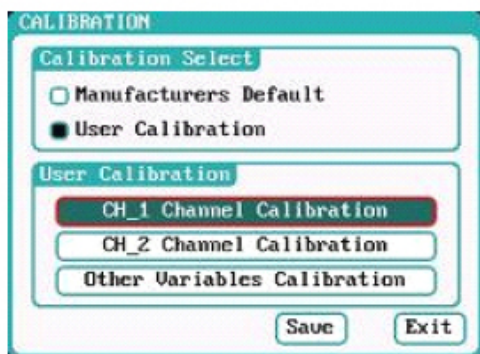 CALIBRATION
Calibration Select
Manufacturers Default
User Calibration
User Calibration
CH_1 Channel Calibration
CH_2 Channel Calibration
Other Variables Calibration
Save Exit